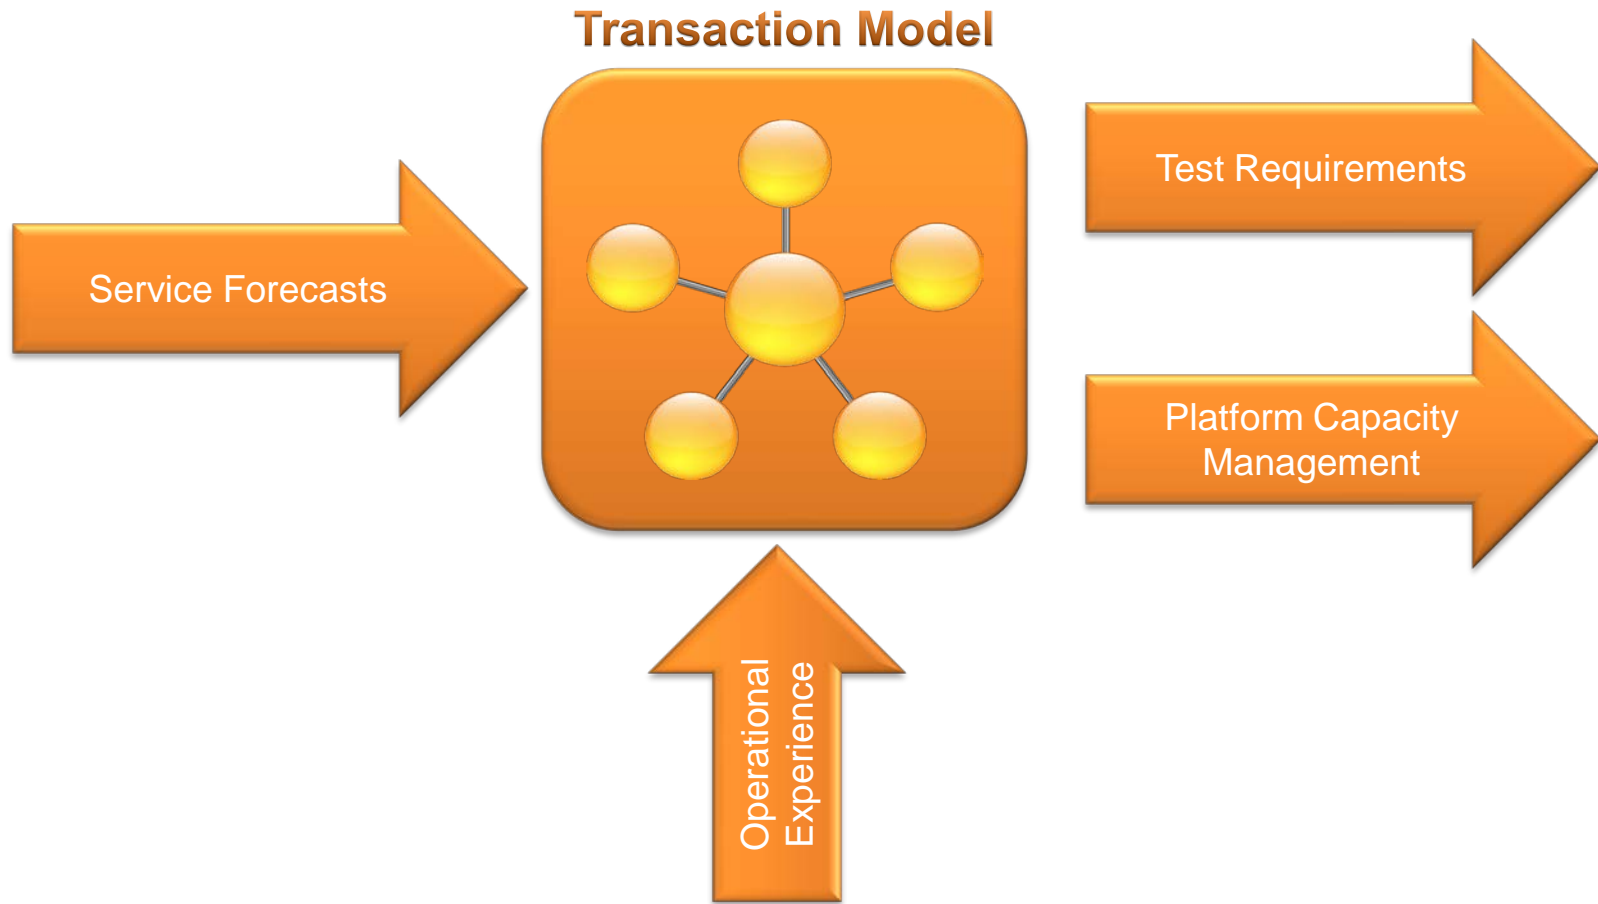 Transaction Model
Service Forecasts
Test Requirements
Platform Capacity
Management
Operational
Experience